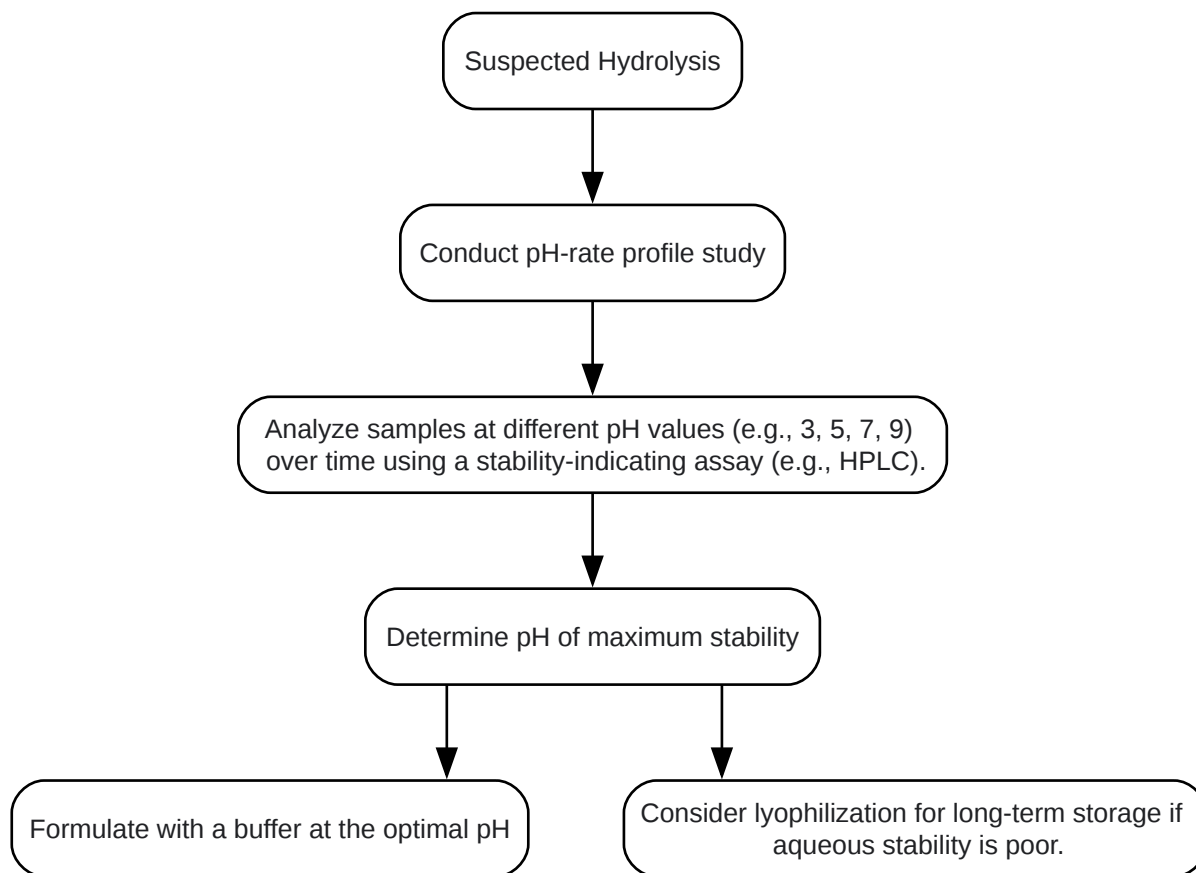 Suspected Hydrolysis
Conduct pH-rate profile study
Analyze samples at different pH values (e.g., 3, 5, 7, 9)
over time using a stability-indicating assay (e.g., HPLC).
Determine pH of maximum stability
Formulate with a buffer at the optimal pH
Consider lyophilization for long-term storage if
aqueous stability is poor.